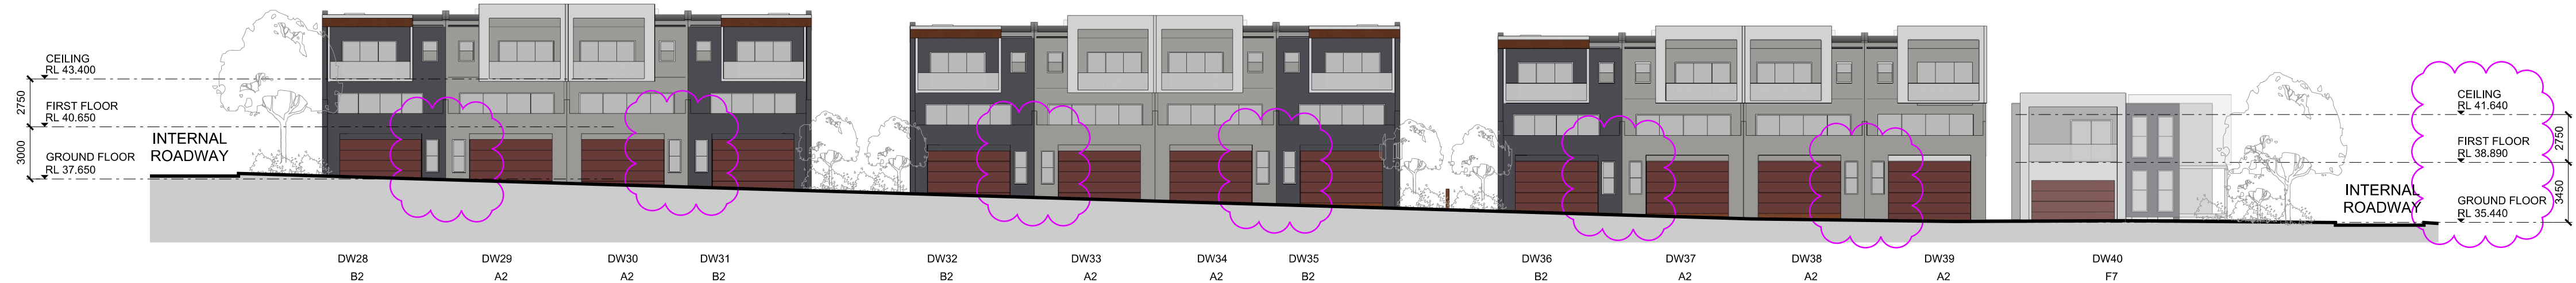 CEILING
RL 43.400
2750
FIRST FLOOR
RL 40.650
INTERNAL
ROADWAY
3000
GROUND FLOOR
RL 37.650
CEILING
RL 41.640
2750
FIRST FLOOR
RL 38.890
INTERNAL
ROADWAY
3450
GROUND FLOOR
RL 35.440
DW28 DW29 DW30 DW31 DW32 DW33 DW34 DW35 DW36 DW37 DW38 DW39 DW40
B2 A2 A2 B2 B2 A2 A2 B2 B2 A2 A2 A2 F7